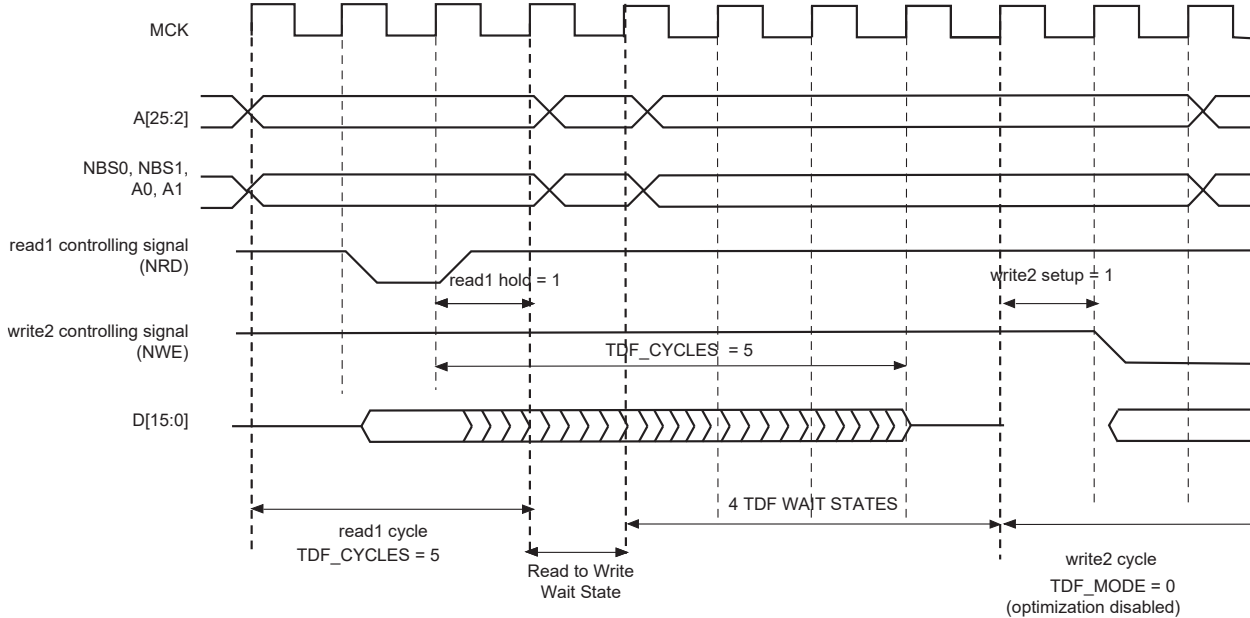 MCK
A[25:2]
NBS0, NBS1,
A0, A1
read1 controlling signal
(NRD)
read1 hold = 1
write2 setup = 1
write2 controlling signal
(NWE)
TDF_CYCLES = 5
D[15:0]
4 TDF WAIT STATES
read1 cycle
TDF_CYCLES = 5
Read to Write
Wait State
write2 cycle
TDF_MODE = 0
(optimization disabled)